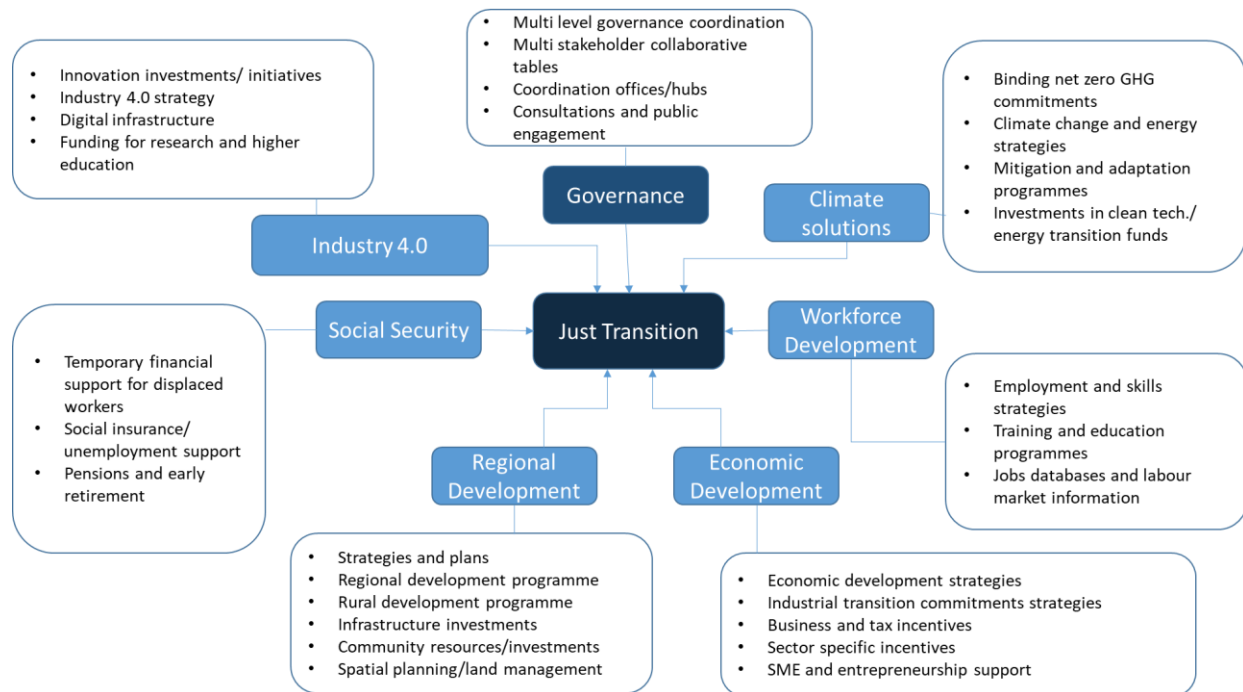 • Multi level governance coordination
• Multi stakeholder collaborative
tables
• Coordination offices/hubs
• Consultations and public
engagement
Governance
• Innovation investments/ initiatives
• Industry 4.0 strategy
• Digital infrastructure
• Funding for research and higher
education
Industry 4.0
• Binding net zero GHG
commitments
• Climate change and energy
strategies
• Mitigation and adaptation
programmes
• Investments in clean tech./
energy transition funds
Climate
solutions
Social Security
Just Transition
Workforce
Development
• Temporary financial
support for displaced
workers
• Social insurance/
unemployment support
• Pensions and early
retirement
• Employment and skills
strategies
• Training and education
programmes
• Jobs databases and labour
market information
Regional
Development
Economic
Development
• Strategies and plans
• Regional development programme
• Rural development programme
• Infrastructure investments
• Community resources/investments
• Spatial planning/land management
• Economic development strategies
• Industrial transition commitments strategies
• Business and tax incentives
• Sector specific incentives
• SME and entrepreneurship support